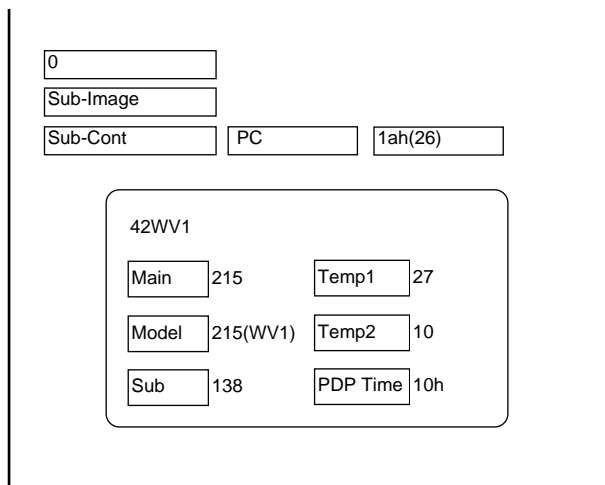 0
Sub-Image
Sub-Cont PC 1ah(26)
42WV1
Main 215 Temp1 27
Model 215(WV1) Temp2 10
Sub 138 PDP Time 10h